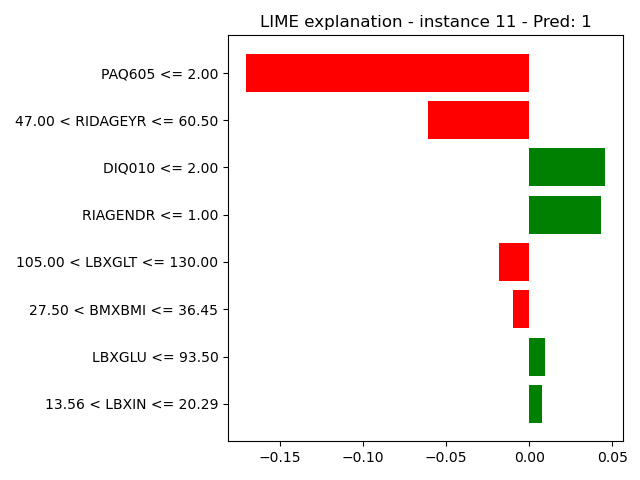 LIME explanation - instance 11 - Pred: 1
PAQ605 <= 2.00
47.00 < RIDAGEYR <= 60.50
DIQ010 <= 2.00
RIAGENDR <= 1.00
105.00 < LBXGLT <= 130.00
27.50 < BMXBMI <= 36.45
LBXGLU <= 93.50
13.56 < LBXIN <= 20.29
−0.15 −0.10 −0.05 0.00 0.05